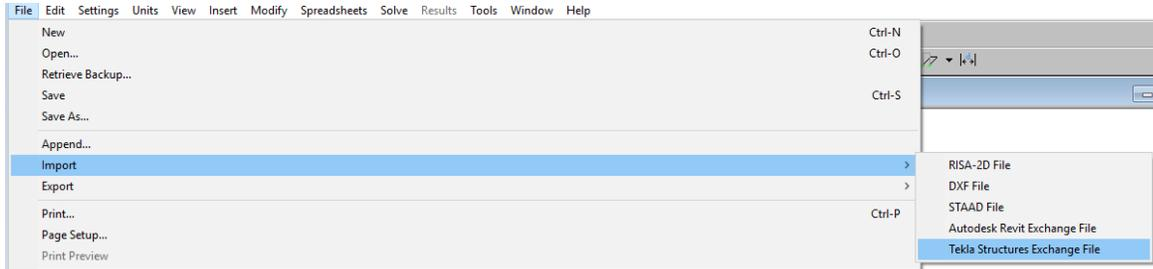 File Edit Settings Units View Insert Modify Spreadsheets Solve Results Tools Window Help
New Ctrl-N
Open... Ctrl-O
Retrieve Backup...
Save Ctrl-S
Save As...
Append...
Import
Export
Print... Ctrl-P
Page Setup...
Print Preview
RISA-2D File
DXF File
STAAD File
Autodesk Revit Exchange File
Tekla Structures Exchange File